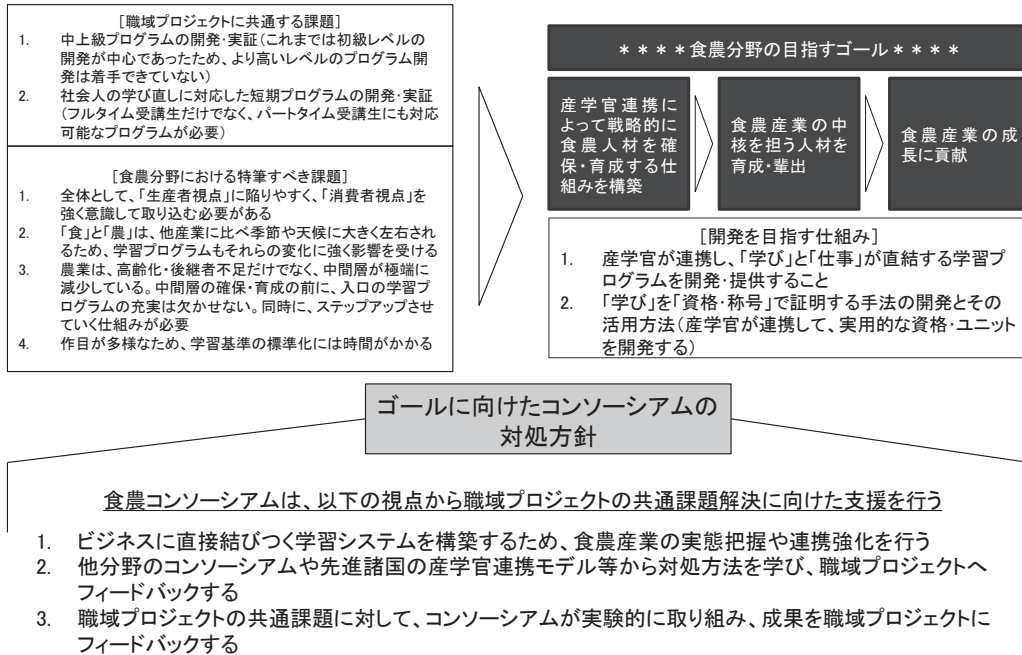 [職域プロジェクトに共通する課題]
1. 中上級プログラムの開発・実証(これまでは初級レベルの
開発が中心であったため、より高いレベルのプログラム開
発は着手できていない)
2. 社会人の学び直しに対応した短期プログラムの開発・実証
(フルタイム受講生だけでなく、パートタイム受講生にも対応
可能なプログラムが必要)
[食農分野における特筆すべき課題]
1. 全体として、「生産者視点」に陥りやすく、「消費者視点」を
強く意識して取り込む必要がある
2. 「食」と「農」は、他産業に比べ季節や天候に大きく左右され
るため、学習プログラムもそれらの変化に強く影響を受ける
3. 農業は、高齢化・後継者不足だけでなく、中間層が極端に
減少している。中間層の確保・育成の前に、入口の学習プ
ログラムの充実は欠かせない。同時に、ステップアップさせ
ていく仕組みが必要
4. 作目が多様なため、学習基準の標準化には時間がかかる
****食農分野の目指すゴール****
産学官連携に
よって戦略的に
食農人材を確
保・育成する仕
組みを構築
食農産業の中
核を担う人材を
育成・輩出
食農産業の成
長に貢献
[開発を目指す仕組み]
1. 産学官が連携し、「学び」と「仕事」が直結する学習プ
ログラムを開発・提供すること
2. 「学び」を「資格・称号」で証明する手法の開発とその
活用方法(産学官が連携して、実用的な資格・ユニット
を開発する)
ゴールに向けたコンソーシアムの
対処方針
食農コンソーシアムは、以下の視点から職域プロジェクトの共通課題解決に向けた支援を行う
1. ビジネスに直接結びつく学習システムを構築するため、食農産業の実態把握や連携強化を行う
2. 他分野のコンソーシアムや先進諸国の産学官連携モデル等から対処方法を学び、職域プロジェクトへ
フィードバックする
3. 職域プロジェクトの共通課題に対して、コンソーシアムが実験的に取り組み、成果を職域プロジェクトに
フィードバックする